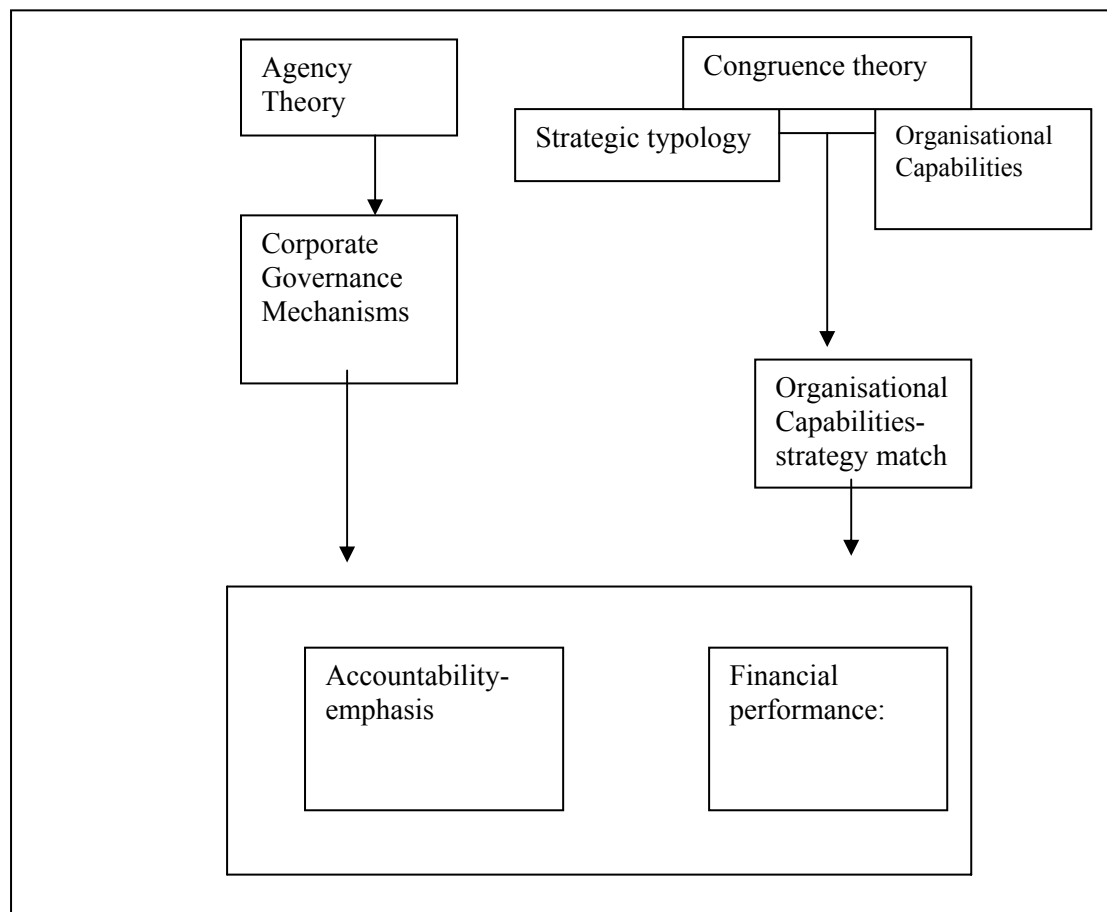 Agency
Theory
Congruence theory
Strategic typology
Organisational
Capabilities
Corporate
Governance
Mechanisms
Organisational
Capabilities-
strategy match
Accountability-
emphasis
Financial
performance: